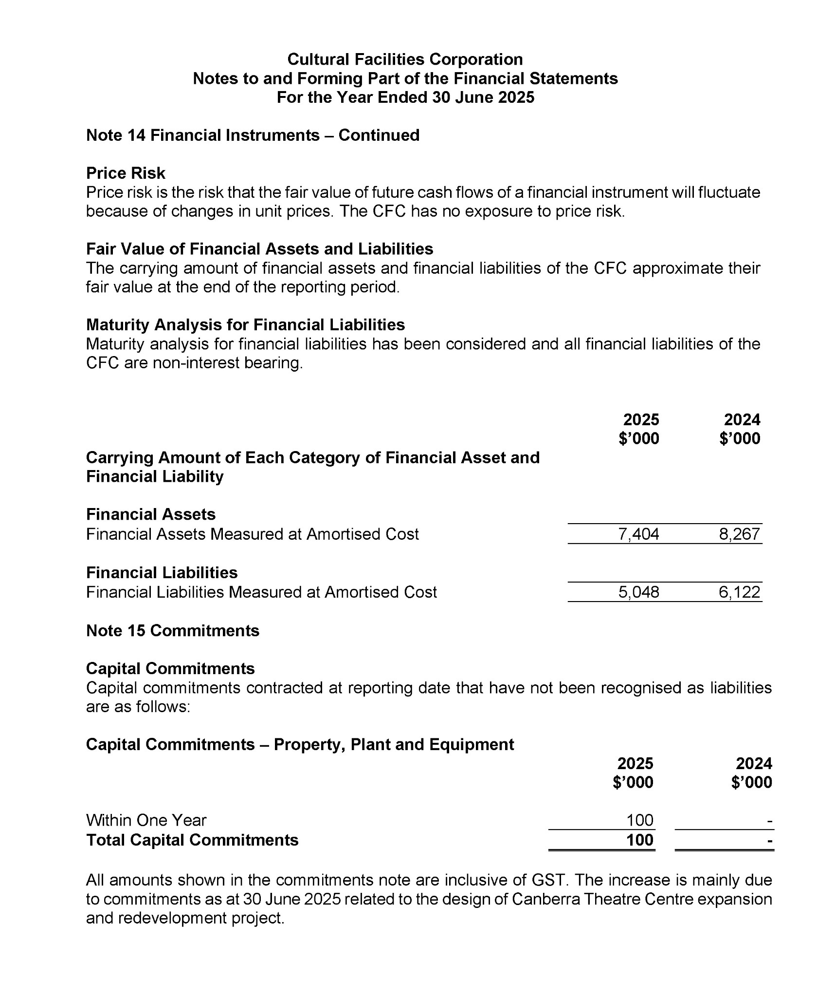 Cultural Facilities Corporation
Notes to and Forming Part of the Financial Statements
For the Year Ended 30 June 2025
Note 14 Financial Instruments – Continued
Price Risk
Price risk is the risk that the fair value of future cash flows of a financial instrument will fluctuate
because of changes in unit prices. The CFC has no exposure to price risk.
Fair Value of Financial Assets and Liabilities
The carrying amount of financial assets and financial liabilities of the CFC approximate their
fair value at the end of the reporting period.
Maturity Analysis for Financial Liabilities
Maturity analysis for financial liabilities has been considered and all financial liabilities of the
CFC are non-interest bearing.
2025 2024
$’000 $’000
Carrying Amount of Each Category of Financial Asset and
Financial Liability
Financial Assets
Financial Assets Measured at Amortised Cost 7,404 8,267
Financial Liabilities
Financial Liabilities Measured at Amortised Cost 5,048 6,122
Note 15 Commitments
Capital Commitments
Capital commitments contracted at reporting date that have not been recognised as liabilities
are as follows:
Capital Commitments – Property, Plant and Equipment
2025 2024
$’000 $’000
Within One Year 100 -
Total Capital Commitments 100 -
All amounts shown in the commitments note are inclusive of GST. The increase is mainly due
to commitments as at 30 June 2025 related to the design of Canberra Theatre Centre expansion
and redevelopment project.